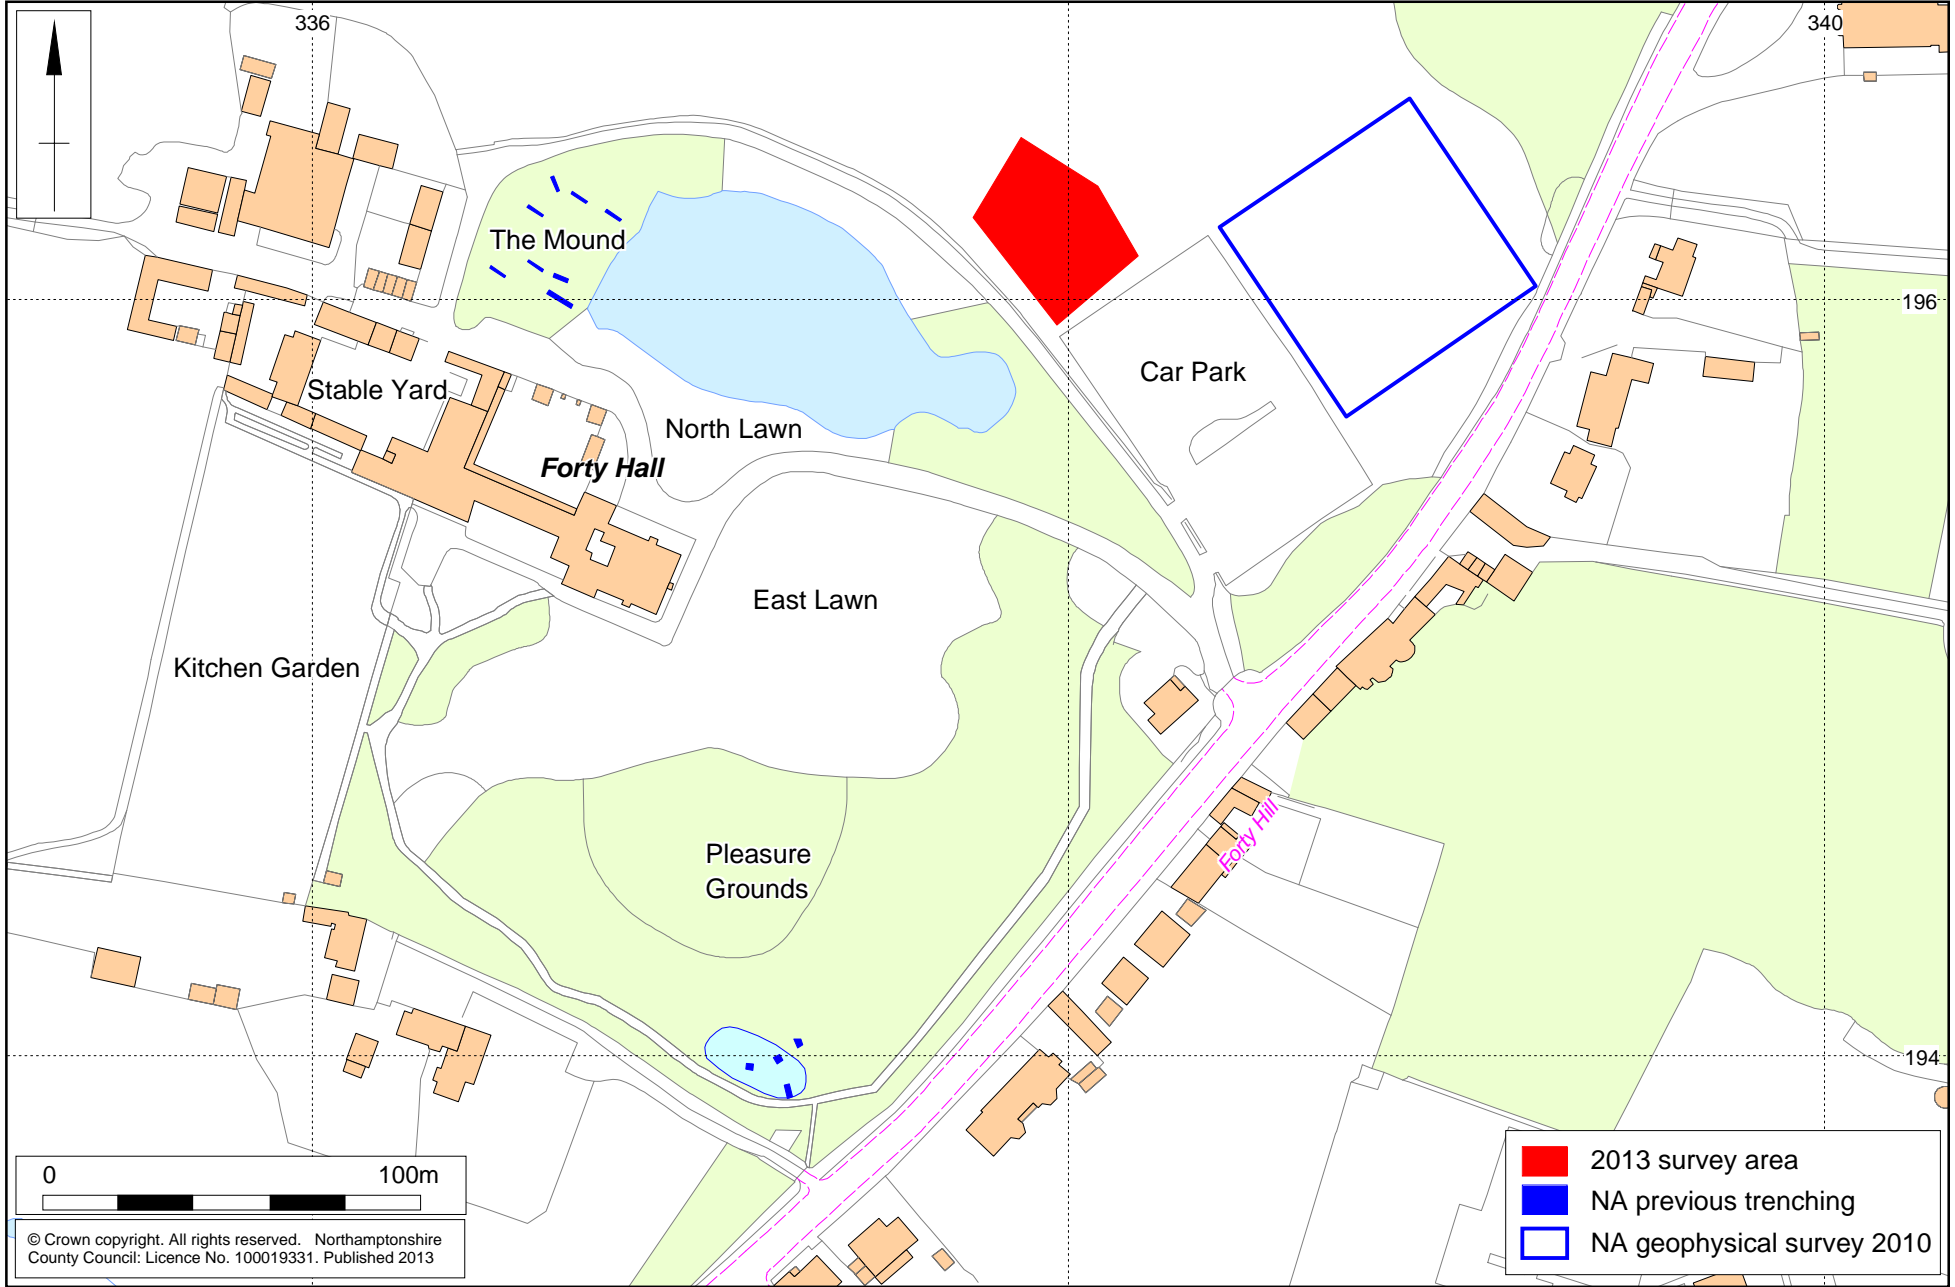 336
340
The Mound
196
Car Park
Stable Yard
North Lawn
Forty Hall
East Lawn
Kitchen Garden
Forty Hill
Pleasure
Grounds
194
0 100m
© Crown copyright. All rights reserved. Northamptonshire
County Council: Licence No. 100019331. Published 2013
2013 survey area
NA previous trenching
NA geophysical survey 2010